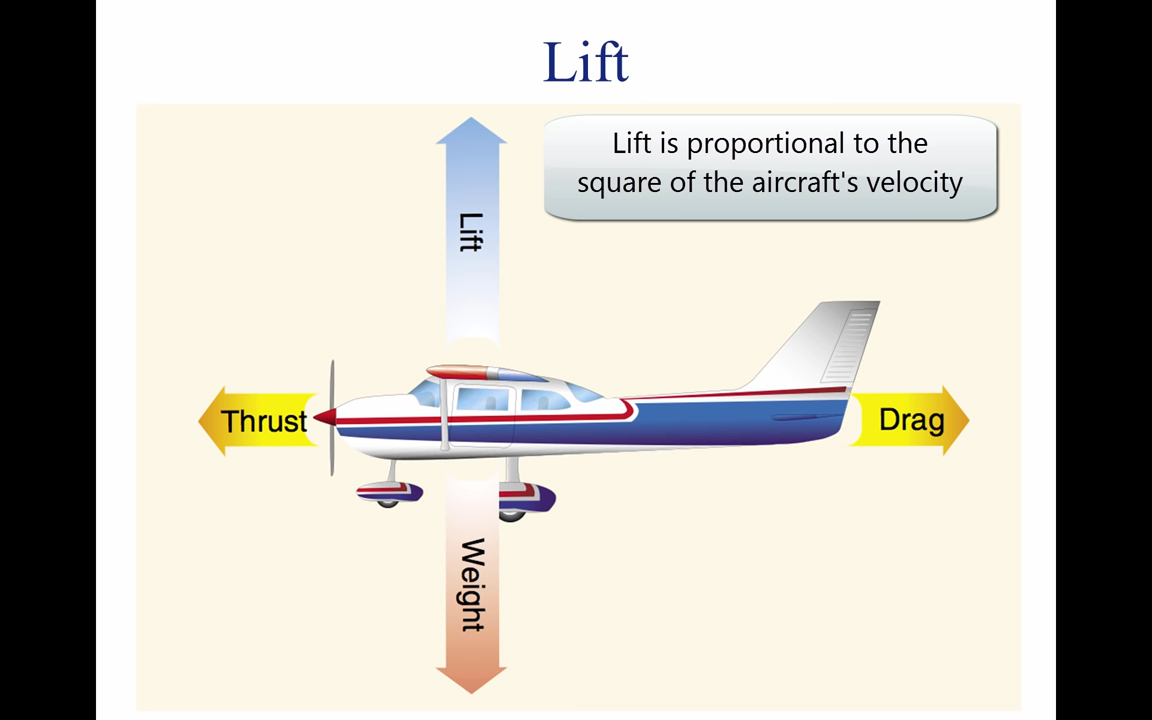 Lift
Lift is proportional to the
square of the aircraft's velocity
Lift
Thrust
Drag
Weight